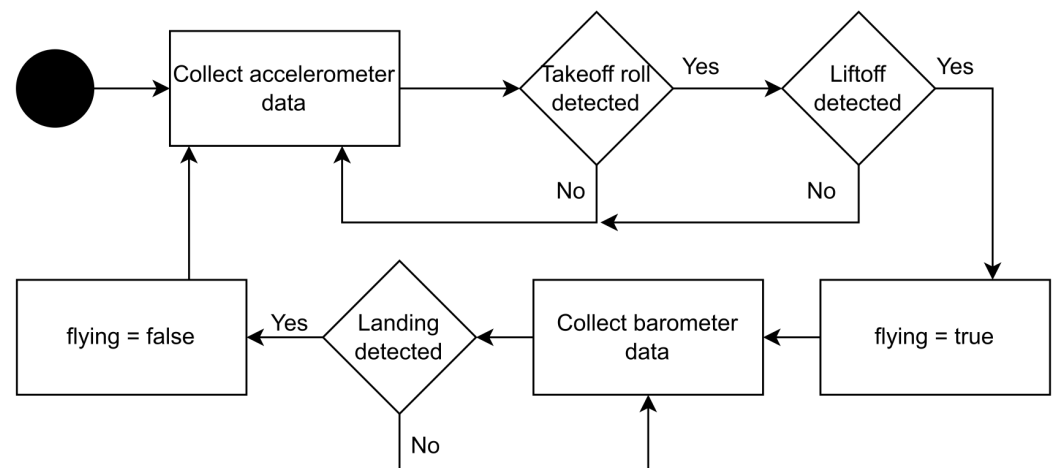 Collect accelerometer
data
Takeoff roll
detected
Yes
Liftoff
detected
Yes
No
No
flying = false
Yes
Landing
detected
Collect barometer
data
flying = true
No